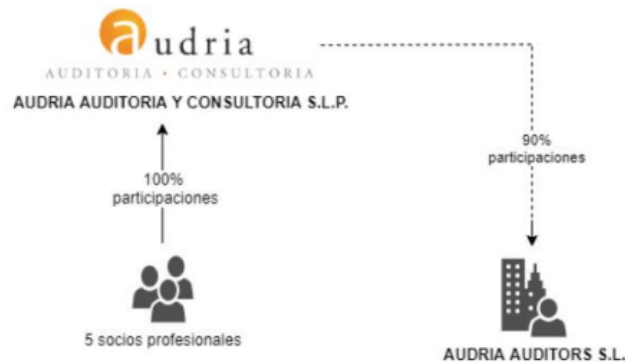 audria
AUDITORIA • CONSULTORIA
AUDRIA AUDITORIA Y CONSULTORIA S.L.P.
90%
participaciones
100%
participaciones
5 socios profesionales
AUDRIA AUDITORS S.L.